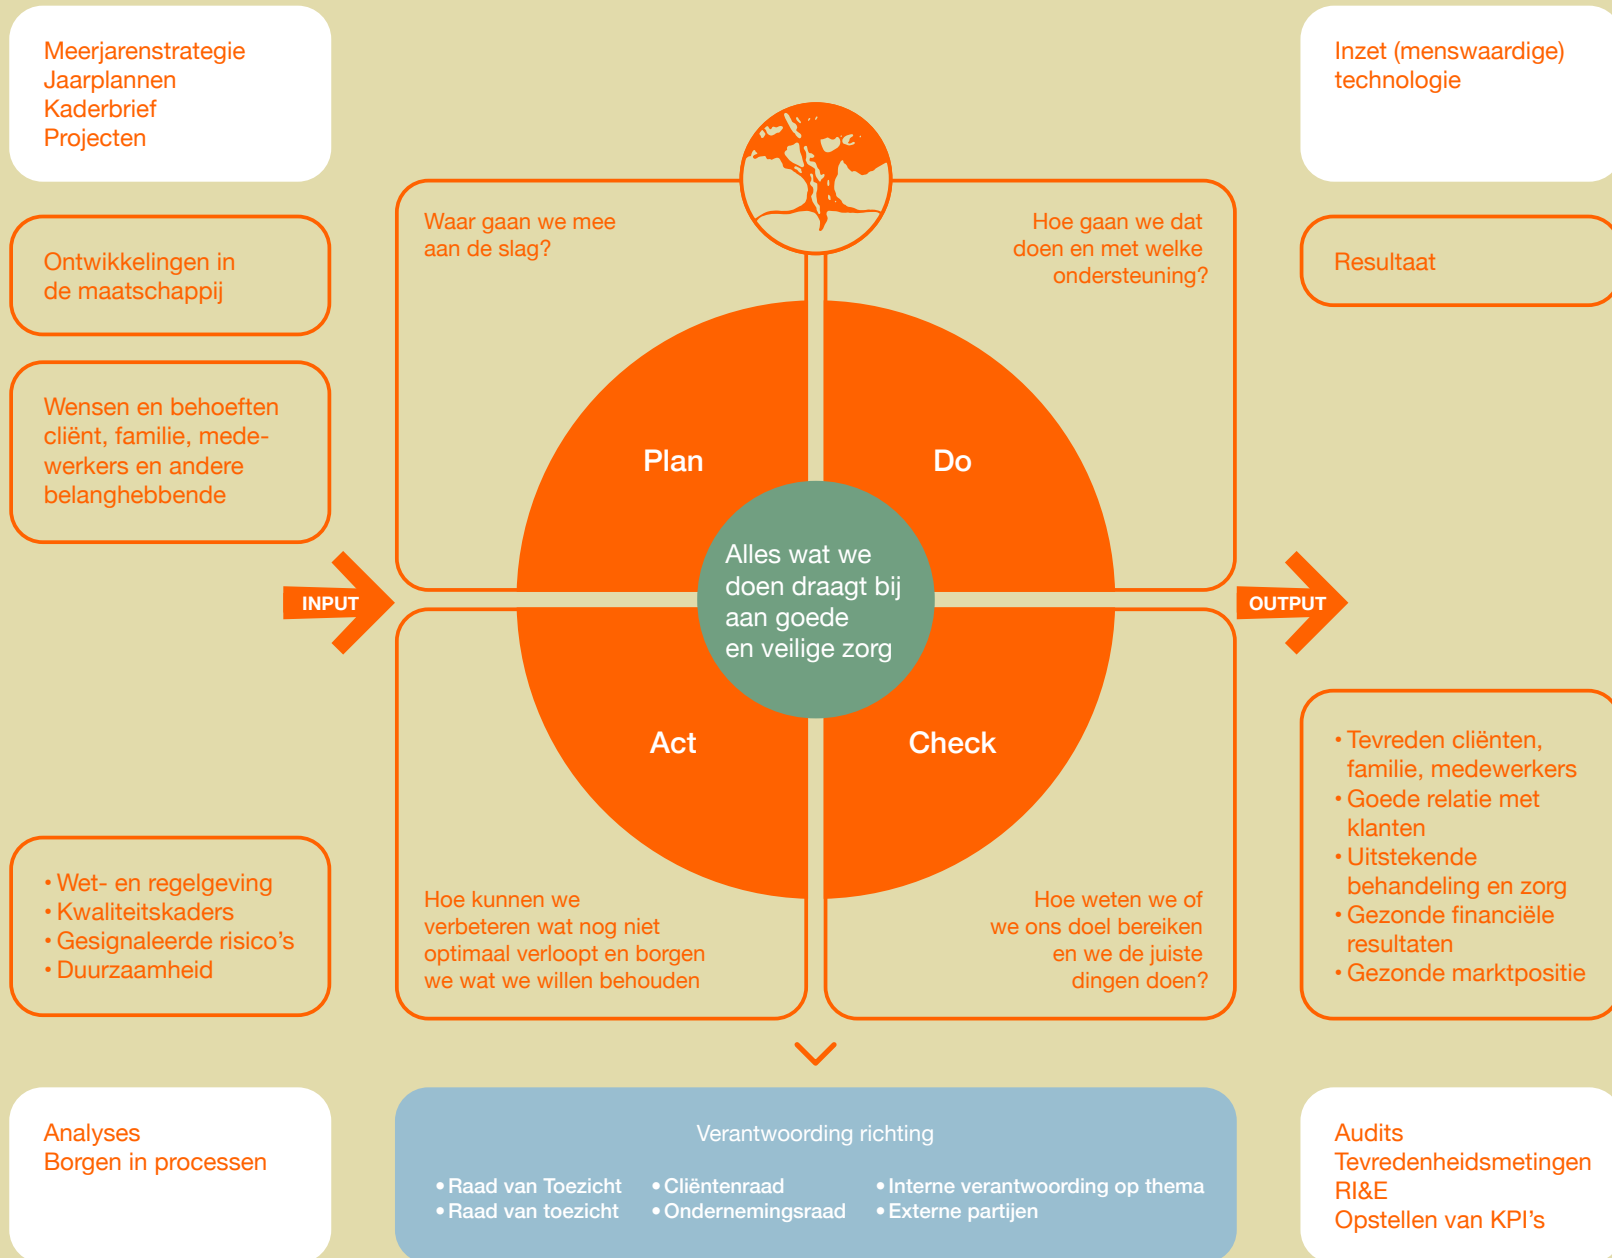 Meerjarenstrategie
Jaarplannen
Kaderbrief
Projecten
Ontwikkelingen in
de maatschappij
Wensen en behoeften
cliënt, familie, mede-
werkers en andere
belanghebbende
INPUT
• Wet- en regelgeving
• Kwaliteitskaders
• Gesignaleerde risico's
• Duurzaamheid
Analyses
Borgen in processen
Waar gaan we mee
aan de slag?
Hoe gaan we dat
doen en met welke
ondersteuning?
Plan
Do
Alles wat we
doen draagt bij
aan goede
en veilige zorg
Act
Check
Hoe kunnen we
verbeteren wat nog niet
optimaal verloopt en borgen
we wat we willen behouden
Hoe weten we of
we ons doel bereiken
en we de juiste
dingen doen?
Verantwoording richting
• Raad van Toezicht
• Raad van toezicht
• Cliëntenraad
• Ondernemingsraad
• Interne verantwoording op thema
• Externe partijen
Inzet (menswaardige)
technologie
Resultaat
OUTPUT
• Tevreden cliënten,
familie, medewerkers
• Goede relatie met
klanten
• Uitstekende
behandeling en zorg
• Gezonde financiële
resultaten
• Gezonde marktpositie
Audits
Tevredenheidsmetingen
RI&E
Opstellen van KPI's